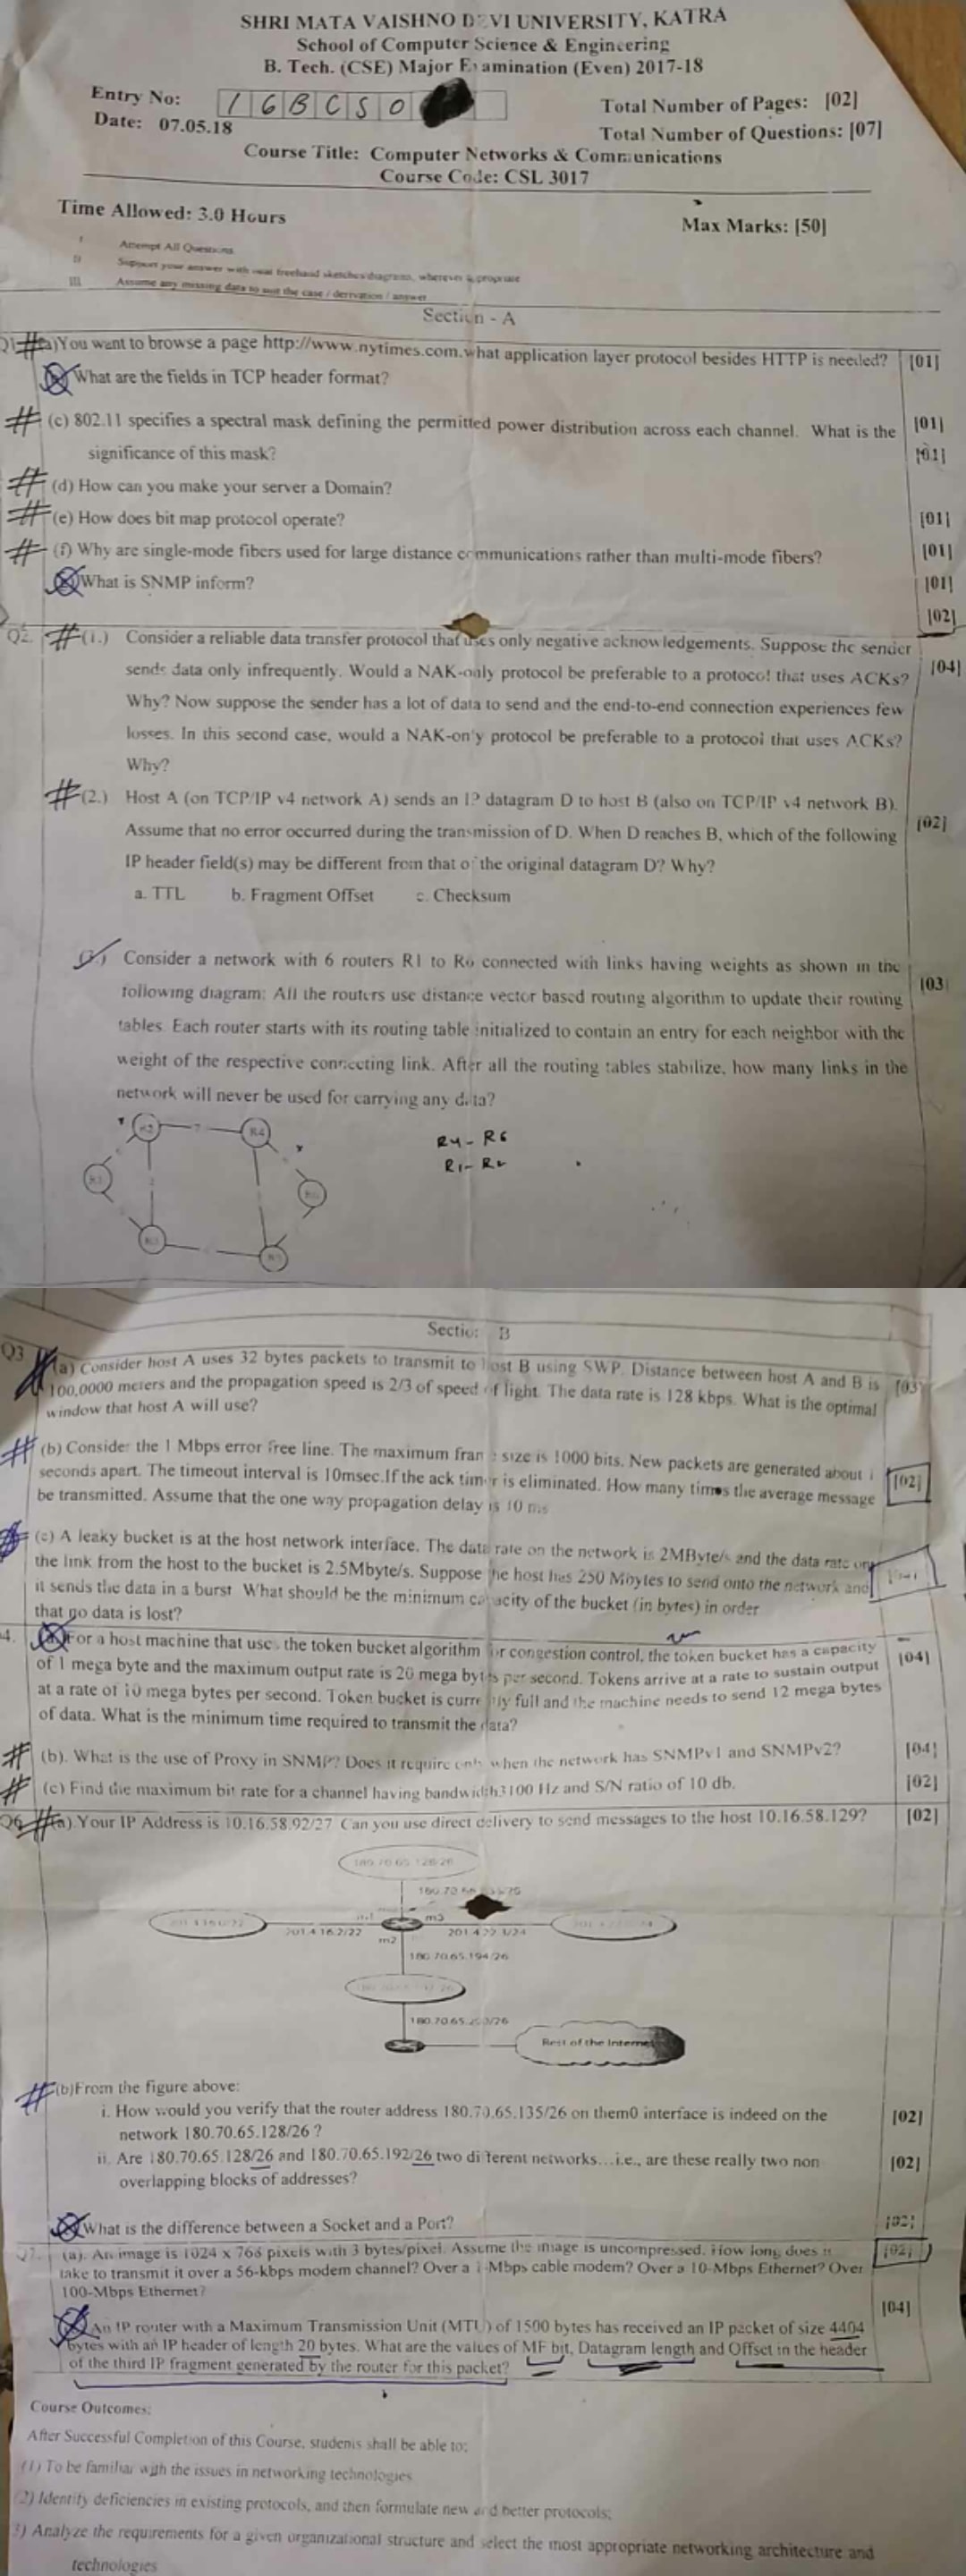 SHRI MATA VAISHNO DEVI UNIVERSITY, KATRA
School of Computer Science & Engineering
B. Tech. (CSE) Major Examination (Even) 2017-18
Entry No: 16BCS0
Total Number of Pages: [02]
Date: 07.05.18
Total Number of Questions: [07]
Course Title: Computer Networks & Communications
Course Code: CSL 3017
Time Allowed: 3.0 Hours
Max Marks: [50]
I Attempt All Questions
II Support your answer with neat freehand sketches/diagrams, wherever appropriate
III Assume any missing data to suit the case / derivation / answer
Section - A
Q1 # (a)You want to browse a page http://www.nytimes.com.what application layer protocol besides HTTP is needed? [01]
What are the fields in TCP header format?
# (c) 802.11 specifies a spectral mask defining the permitted power distribution across each channel. What is the [01]
significance of this mask? [01]
# (d) How can you make your server a Domain?
# (e) How does bit map protocol operate? [01]
# (f) Why are single-mode fibers used for large distance communications rather than multi-mode fibers? [01]
What is SNMP inform? [01]
[02]
Q2. # (1.) Consider a reliable data transfer protocol that uses only negative acknowledgements. Suppose the sender
sends data only infrequently. Would a NAK-only protocol be preferable to a protocol that uses ACKs? [04]
Why? Now suppose the sender has a lot of data to send and the end-to-end connection experiences few
losses. In this second case, would a NAK-only protocol be preferable to a protocol that uses ACKs?
Why?
# (2.) Host A (on TCP/IP v4 network A) sends an IP datagram D to host B (also on TCP/IP v4 network B).
Assume that no error occurred during the transmission of D. When D reaches B, which of the following [02]
IP header field(s) may be different from that of the original datagram D? Why?
a. TTL b. Fragment Offset c. Checksum
Consider a network with 6 routers R1 to R6 connected with links having weights as shown in the
following diagram: All the routers use distance vector based routing algorithm to update their routing [03]
tables. Each router starts with its routing table initialized to contain an entry for each neighbor with the
weight of the respective connecting link. After all the routing tables stabilize, how many links in the
network will never be used for carrying any data?
R2 7 R4
R4 - R6
R1 - R2
R3
Section B
Q3 (a) Consider host A uses 32 bytes packets to transmit to host B using SWP. Distance between host A and B is [03]
100,0000 meters and the propagation speed is 2/3 of speed of light. The data rate is 128 kbps. What is the optimal
window that host A will use?
# (b) Consider the 1 Mbps error free line. The maximum frame size is 1000 bits. New packets are generated about 1
seconds apart. The timeout interval is 10msec.If the ack timer is eliminated. How many times the average message [02]
be transmitted. Assume that the one way propagation delay is 10 ms
(c) A leaky bucket is at the host network interface. The data rate on the network is 2MByte/s and the data rate on
the link from the host to the bucket is 2.5Mbyte/s. Suppose the host has 250 Mbytes to send onto the network and
it sends the data in a burst. What should be the minimum capacity of the bucket (in bytes) in order
that no data is lost?
4. For a host machine that uses the token bucket algorithm for congestion control, the token bucket has a capacity [04]
of 1 mega byte and the maximum output rate is 20 mega bytes per second. Tokens arrive at a rate to sustain output
at a rate of 10 mega bytes per second. Token bucket is currently full and the machine needs to send 12 mega bytes
of data. What is the minimum time required to transmit the data?
# (b). What is the use of Proxy in SNMP? Does it require only when the network has SNMPv1 and SNMPv2? [04]
# (c) Find the maximum bit rate for a channel having bandwidth3100 Hz and S/N ratio of 10 db. [02]
Q6 # (a).Your IP Address is 10.16.58.92/27 Can you use direct delivery to send messages to the host 10.16.58.129? [02]
m3
201.4.16.2/22
m2
180.70.65.194/26
Rest of the Internet
# (b)From the figure above:
i. How would you verify that the router address 180.70.65.135/26 on them0 interface is indeed on the [02]
network 180.70.65.128/26 ?
ii. Are 180.70.65.128/26 and 180.70.65.192/26 two different networks...i.e., are these really two non [02]
overlapping blocks of addresses?
What is the difference between a Socket and a Port? [02]
Q7. (a). An image is 1024 x 768 pixels with 3 bytes/pixel. Assume the image is uncompressed. How long does it [02]
take to transmit it over a 56-kbps modem channel? Over a 1-Mbps cable modem? Over a 10-Mbps Ethernet? Over
100-Mbps Ethernet?
[04]
An IP router with a Maximum Transmission Unit (MTU) of 1500 bytes has received an IP packet of size 4404
bytes with an IP header of length 20 bytes. What are the values of MF bit, Datagram length and Offset in the header
of the third IP fragment generated by the router for this packet?
Course Outcomes:
After Successful Completion of this Course, students shall be able to:
(1) To be familiar with the issues in networking technologies
(2) Identify deficiencies in existing protocols, and then formulate new and better protocols;
3) Analyze the requirements for a given organizational structure and select the most appropriate networking architecture and
technologies